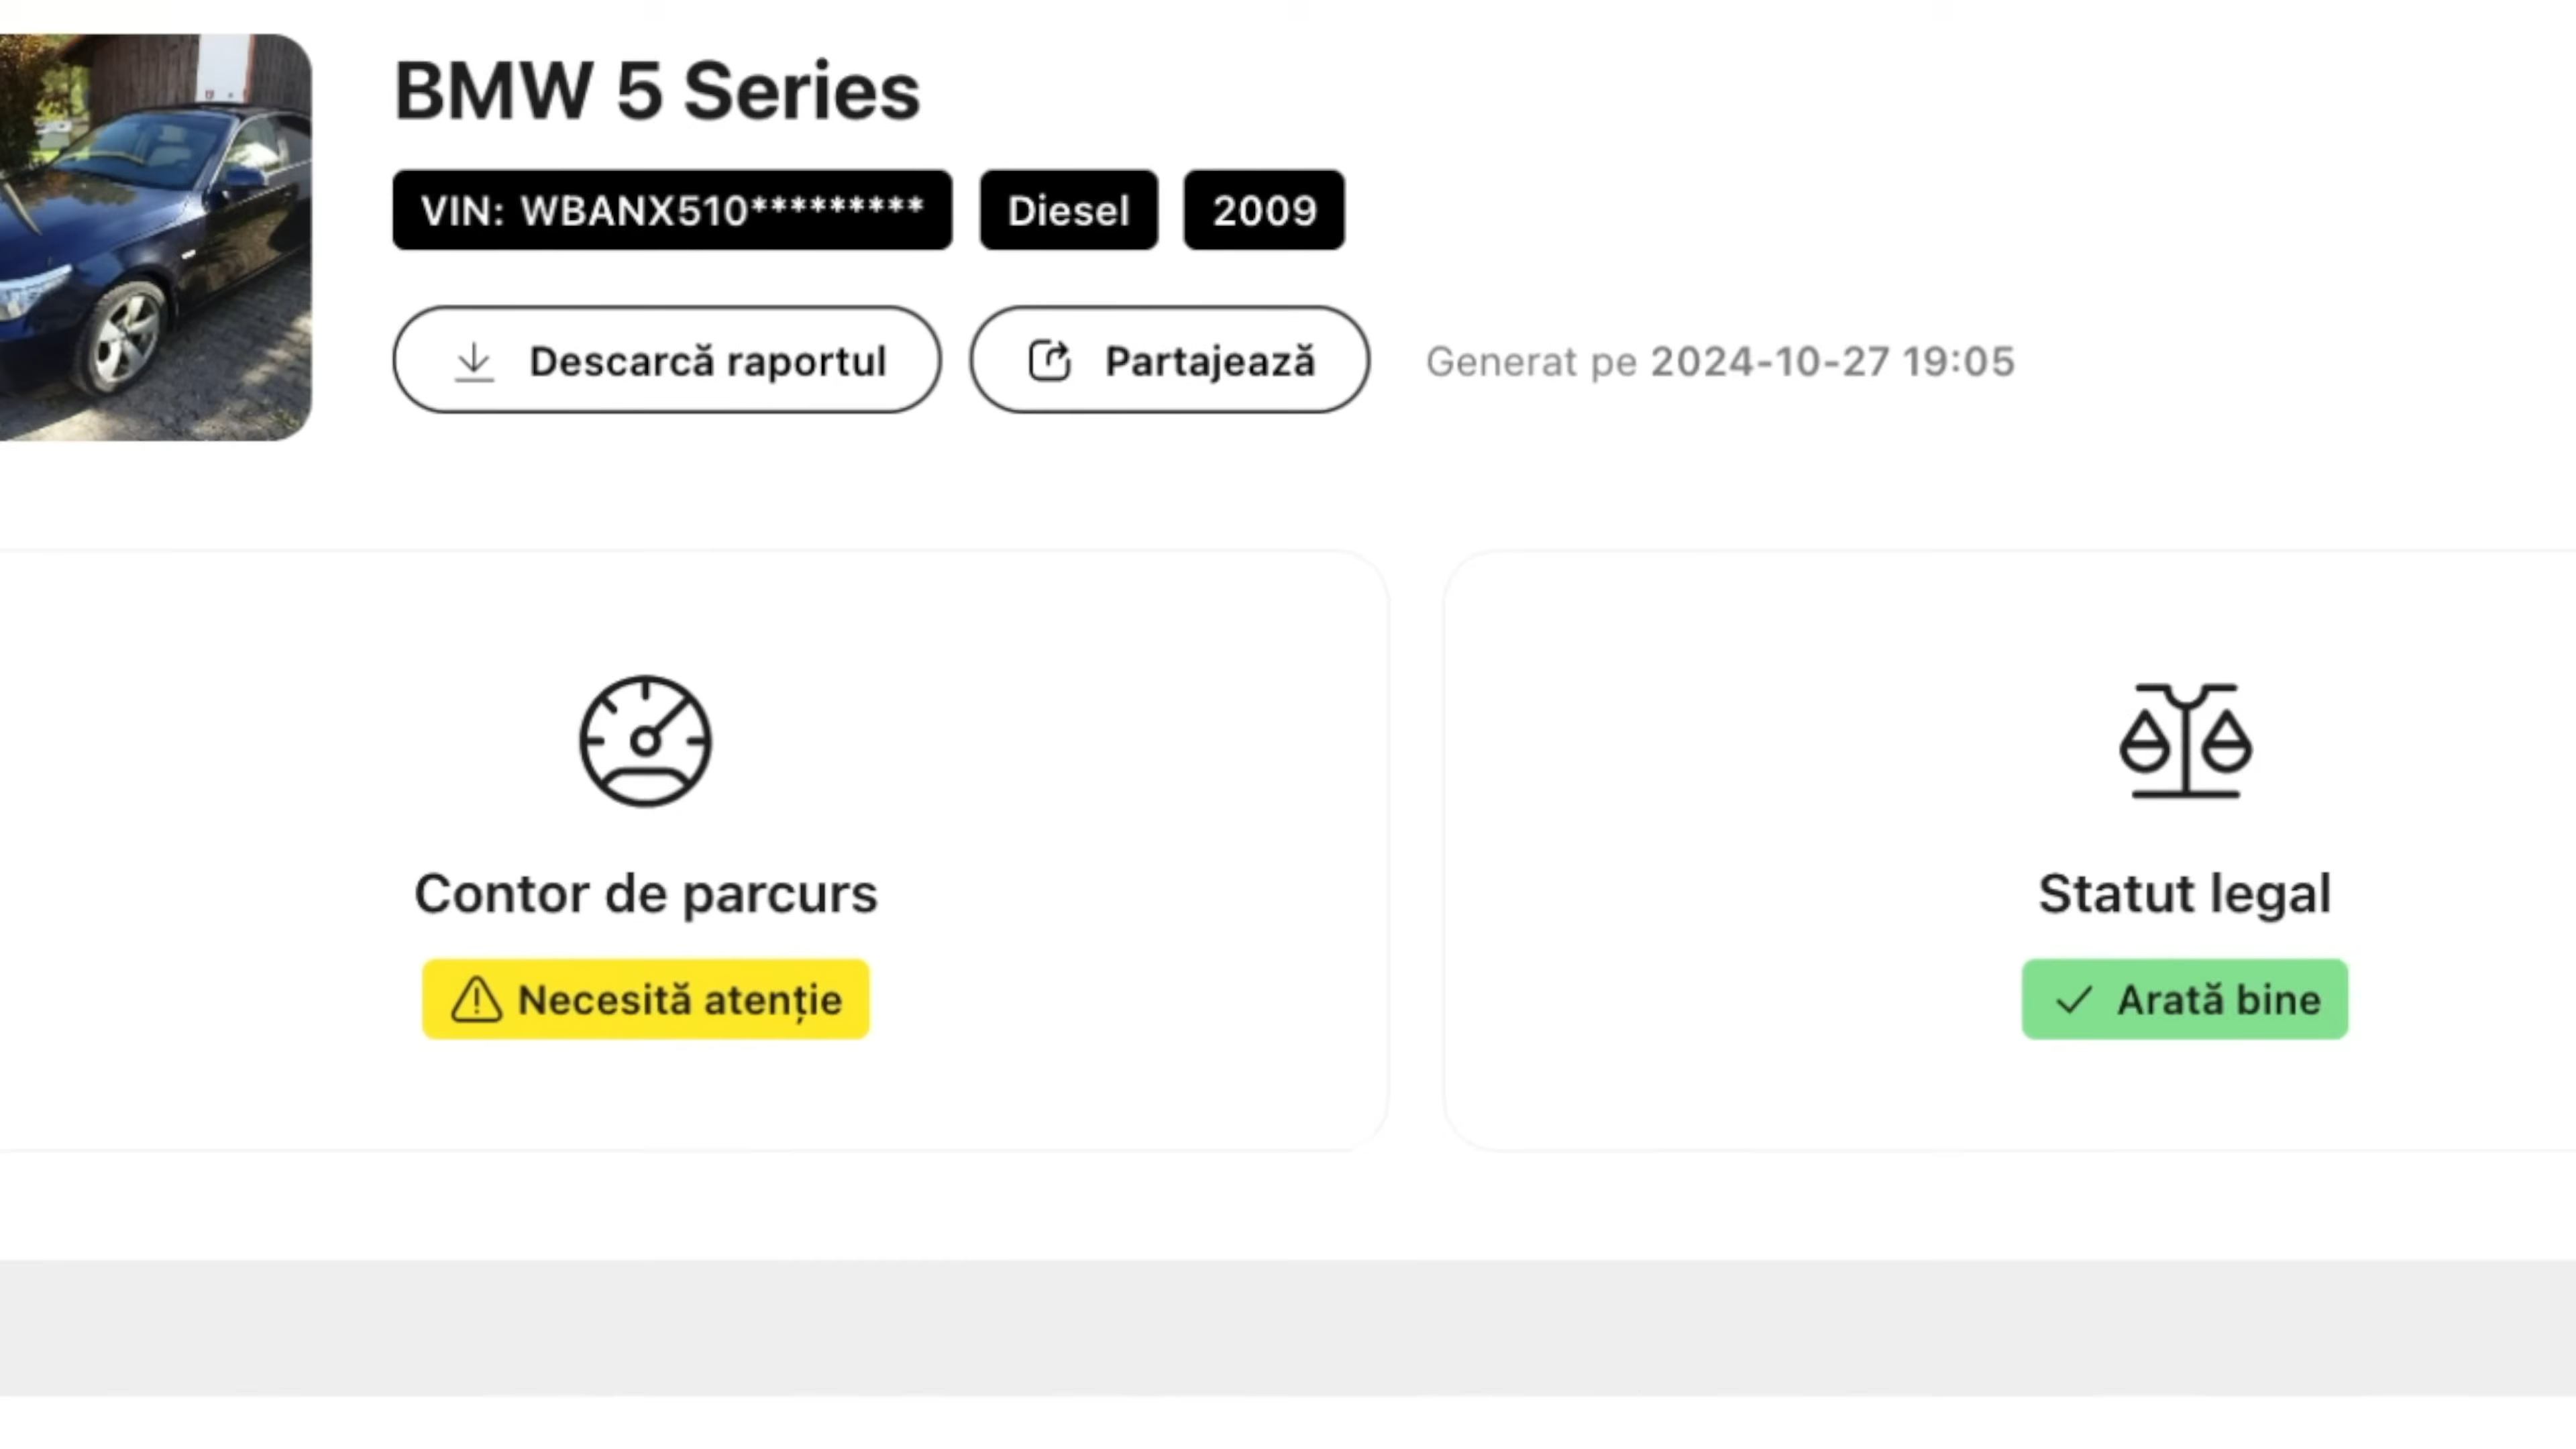 BMW 5 Series
VIN: WBANX510********* Diesel 2009
Descarcă raportul Partajează Generat pe 2024-10-27 19:05
Contor de parcurs
Necesită atenție
Statut legal
Arată bine